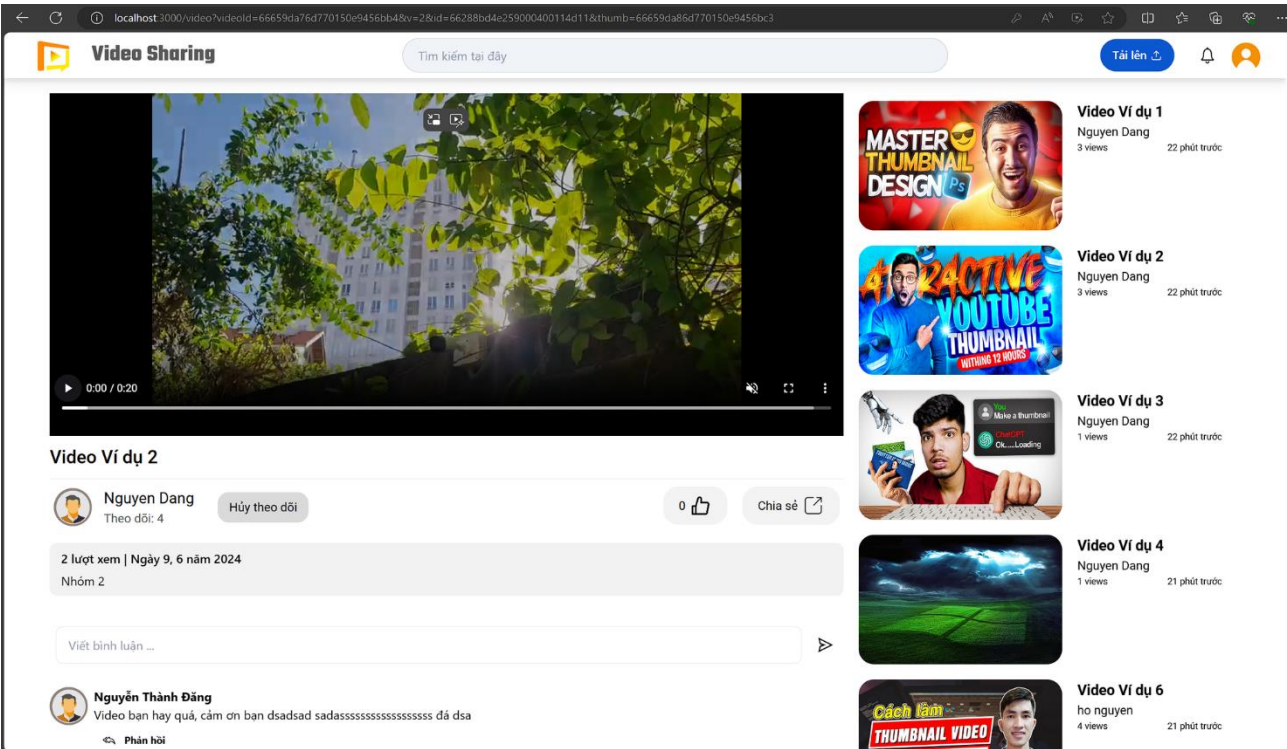 localhost:3000/video?videoId=66659da76d770150e9456bb4&v=2&id=66288bd4e259000400114d11&thumb=66659da86d770150e9456bc3
Video Sharing
Tìm kiếm tại đây
Tải lên
0:00 / 0:20
Video Ví dụ 2
Nguyen Dang
Theo dõi: 4
Hủy theo dõi
0
Chia sẻ
2 lượt xem | Ngày 9, 6 năm 2024
Nhóm 2
Viết bình luận ...
Nguyễn Thành Đăng
Video bạn hay quá, cảm ơn bạn dsadsad sadasssssssssssssssssss đá dsa
Phản hồi
MASTER
THUMBNAIL
DESIGN Ps
Video Ví dụ 1
Nguyen Dang
3 views 22 phút trước
ATTRACTIVE
YOUTUBE
THUMBNAIL
WITHING 12 HOURS
Video Ví dụ 2
Nguyen Dang
3 views 22 phút trước
You
Make a thumbnail
ChatGPT
Ok.....Loading
Video Ví dụ 3
Nguyen Dang
1 views 22 phút trước
Video Ví dụ 4
Nguyen Dang
1 views 21 phút trước
Cách làm
THUMBNAIL VIDEO
Video Ví dụ 6
ho nguyen
4 views 21 phút trước